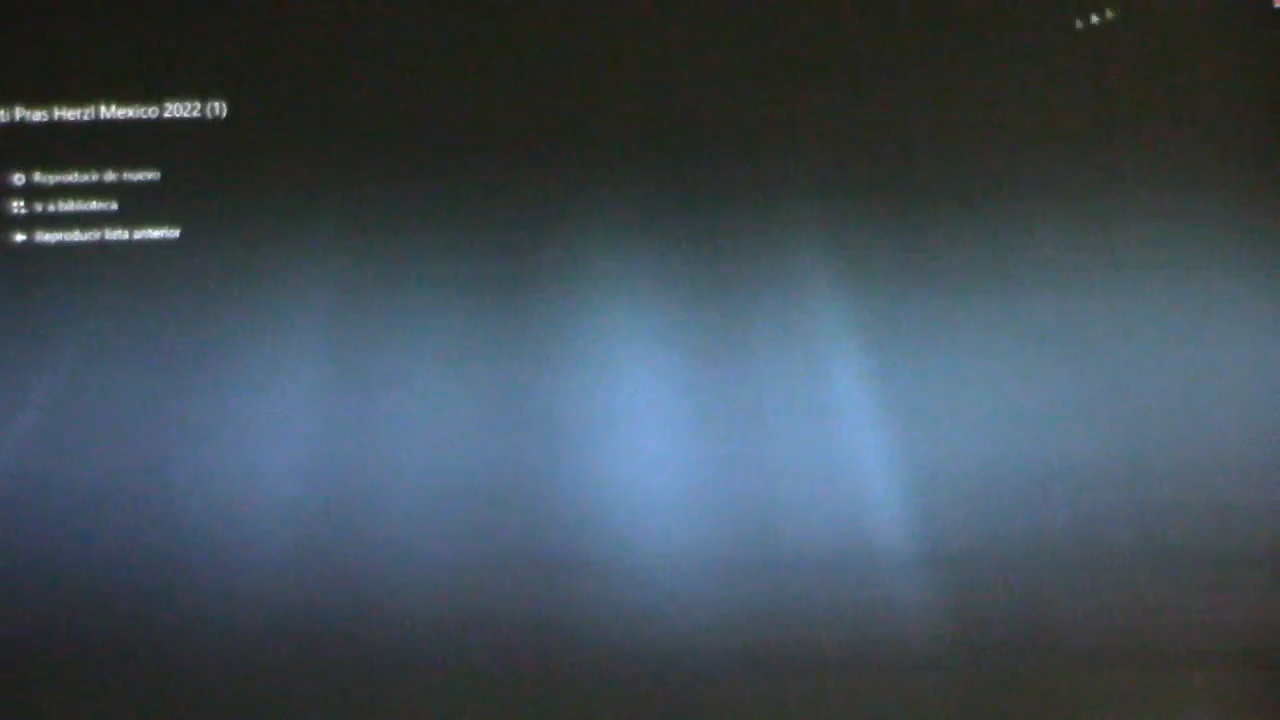 ti Pras Herzl Mexico 2022 (1)
Reproducir de nuevo
Ir a biblioteca
Reproducir lista anterior